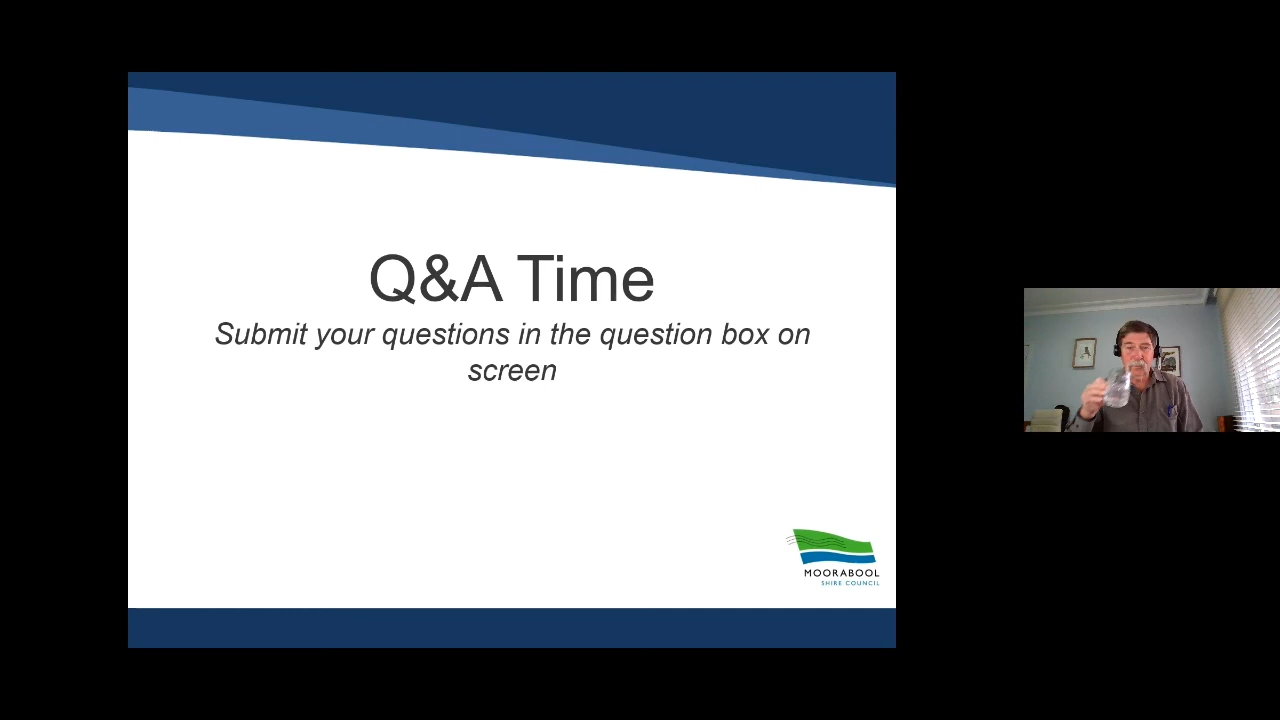 Q&A Time
Submit your questions in the question box on
screen
MOORABOOL
SHIRE COUNCIL